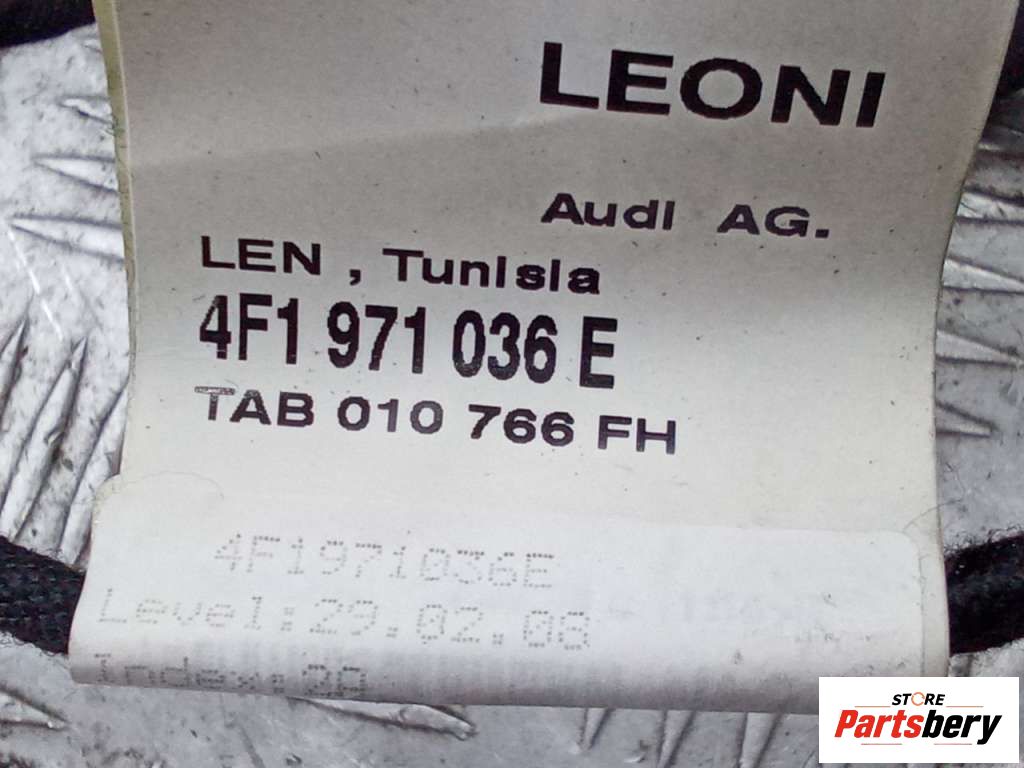 LEONI
Audi AG.
LEN , Tunisia
4F1 971 036 E
TAB 010 766 FH
4F1971036E
Level:29.02.08
STORE
Partsbery